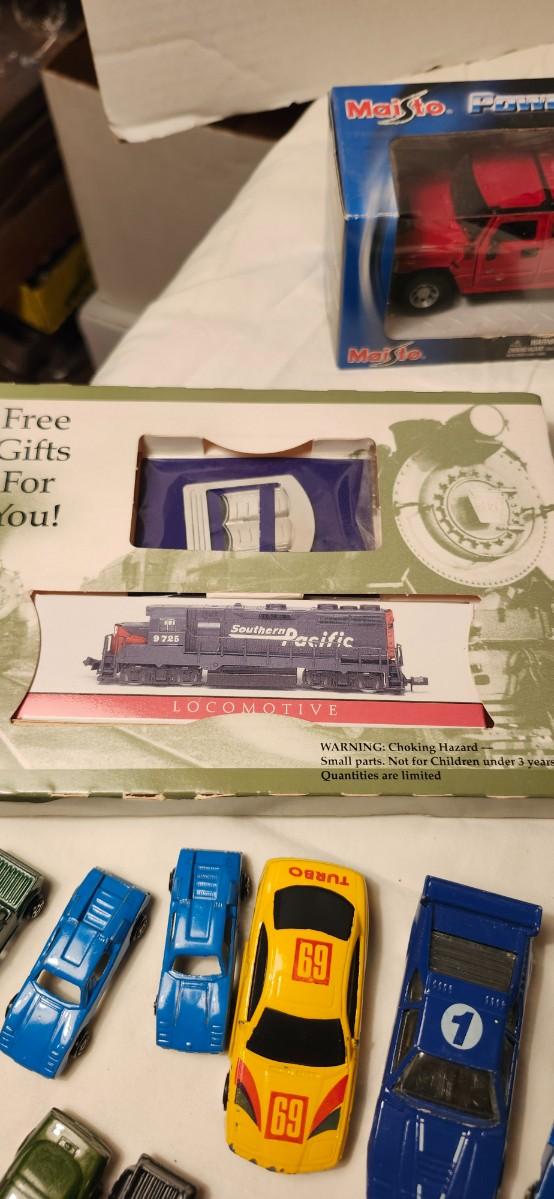 Maisto
Maisto
Free
Gifts
For
You!
9725
Southern Pacific
LOCOMOTIVE
WARNING: Choking Hazard —
Small parts. Not for Children under 3 years
Quantities are limited
TURBO
69
69
1